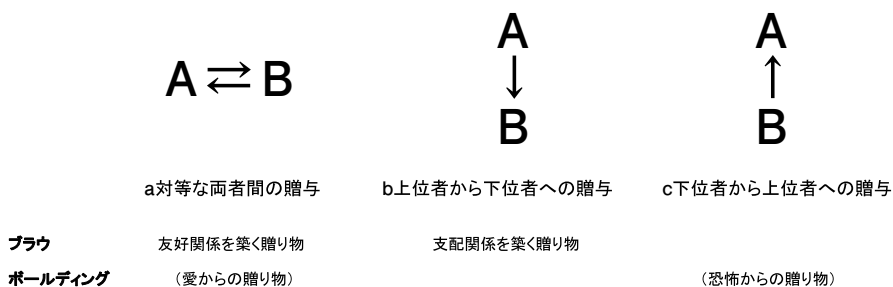 A ⇄ B
A
↓
B
A
↑
B
a対等な両者間の贈与
b上位者から下位者への贈与
c下位者から上位者への贈与
ブラウ 友好関係を築く贈り物 支配関係を築く贈り物
ボールディング （愛からの贈り物） （恐怖からの贈り物）